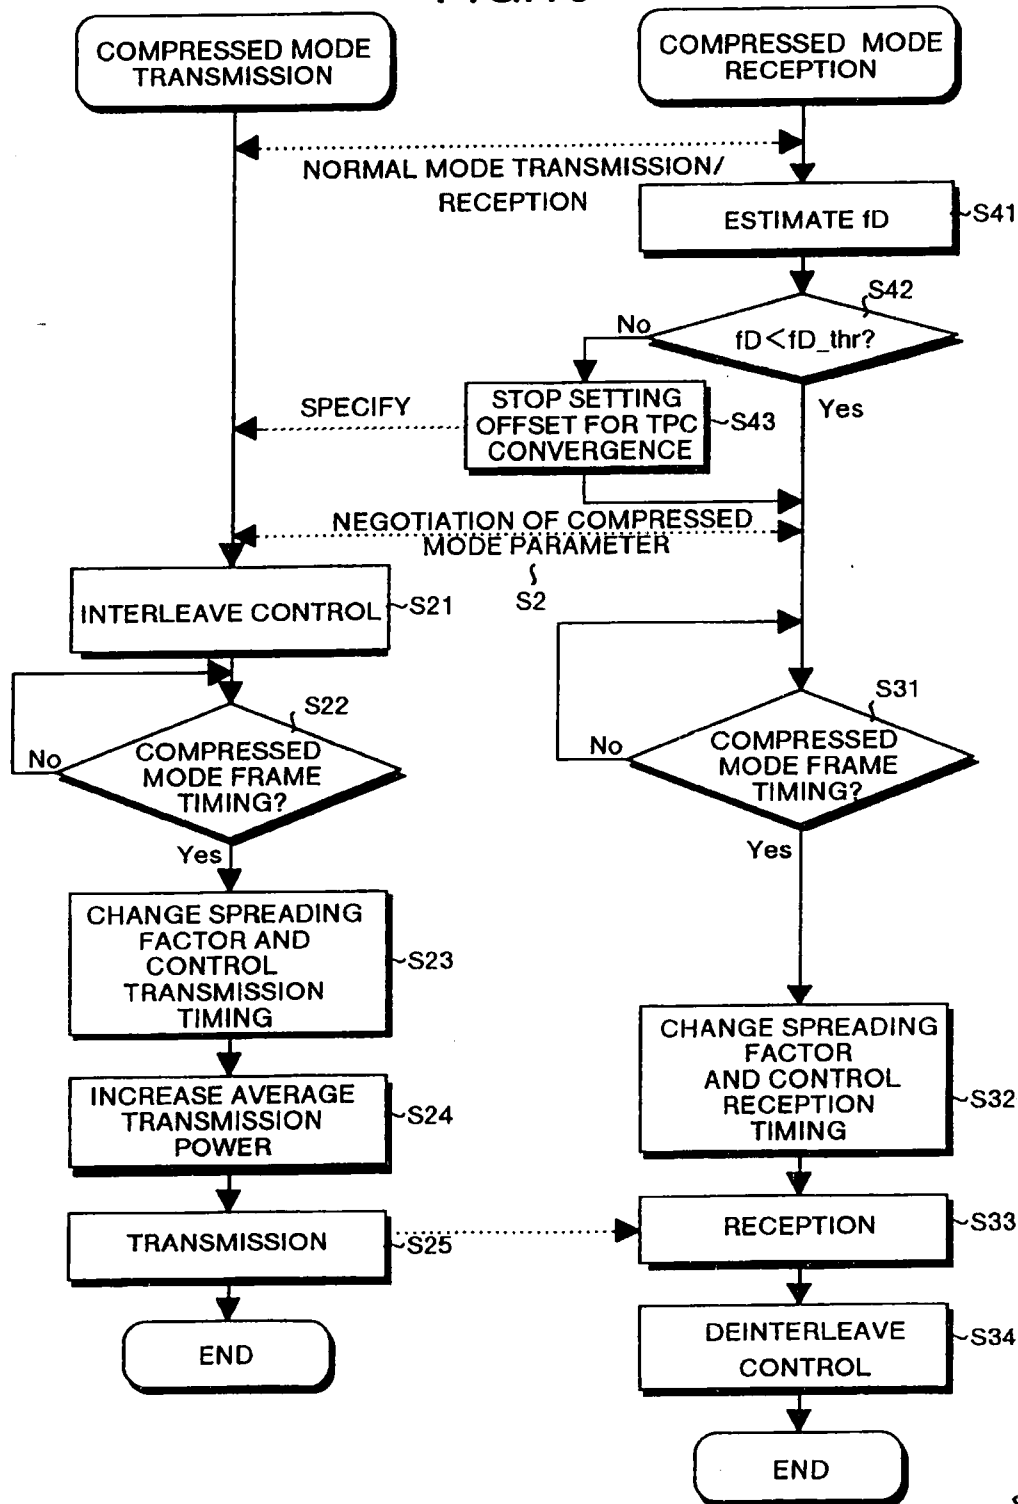 COMPRESSED MODE
TRANSMISSION
COMPRESSED MODE
RECEPTION
NORMAL MODE TRANSMISSION/
RECEPTION
ESTIMATE fD
S41
S42
fD<fD_thr?
No
Yes
STOP SETTING
OFFSET FOR TPC
CONVERGENCE
S43
SPECIFY
NEGOTIATION OF COMPRESSED
MODE PARAMETER
S2
INTERLEAVE CONTROL
S21
S22
COMPRESSED
MODE FRAME
TIMING?
No
Yes
S31
COMPRESSED
MODE FRAME
TIMING?
No
Yes
CHANGE SPREADING
FACTOR AND
CONTROL
TRANSMISSION
TIMING
S23
INCREASE AVERAGE
TRANSMISSION
POWER
S24
TRANSMISSION
S25
END
CHANGE SPREADING
FACTOR
AND CONTROL
RECEPTION
TIMING
S32
RECEPTION
S33
DEINTERLEAVE
CONTROL
S34
END